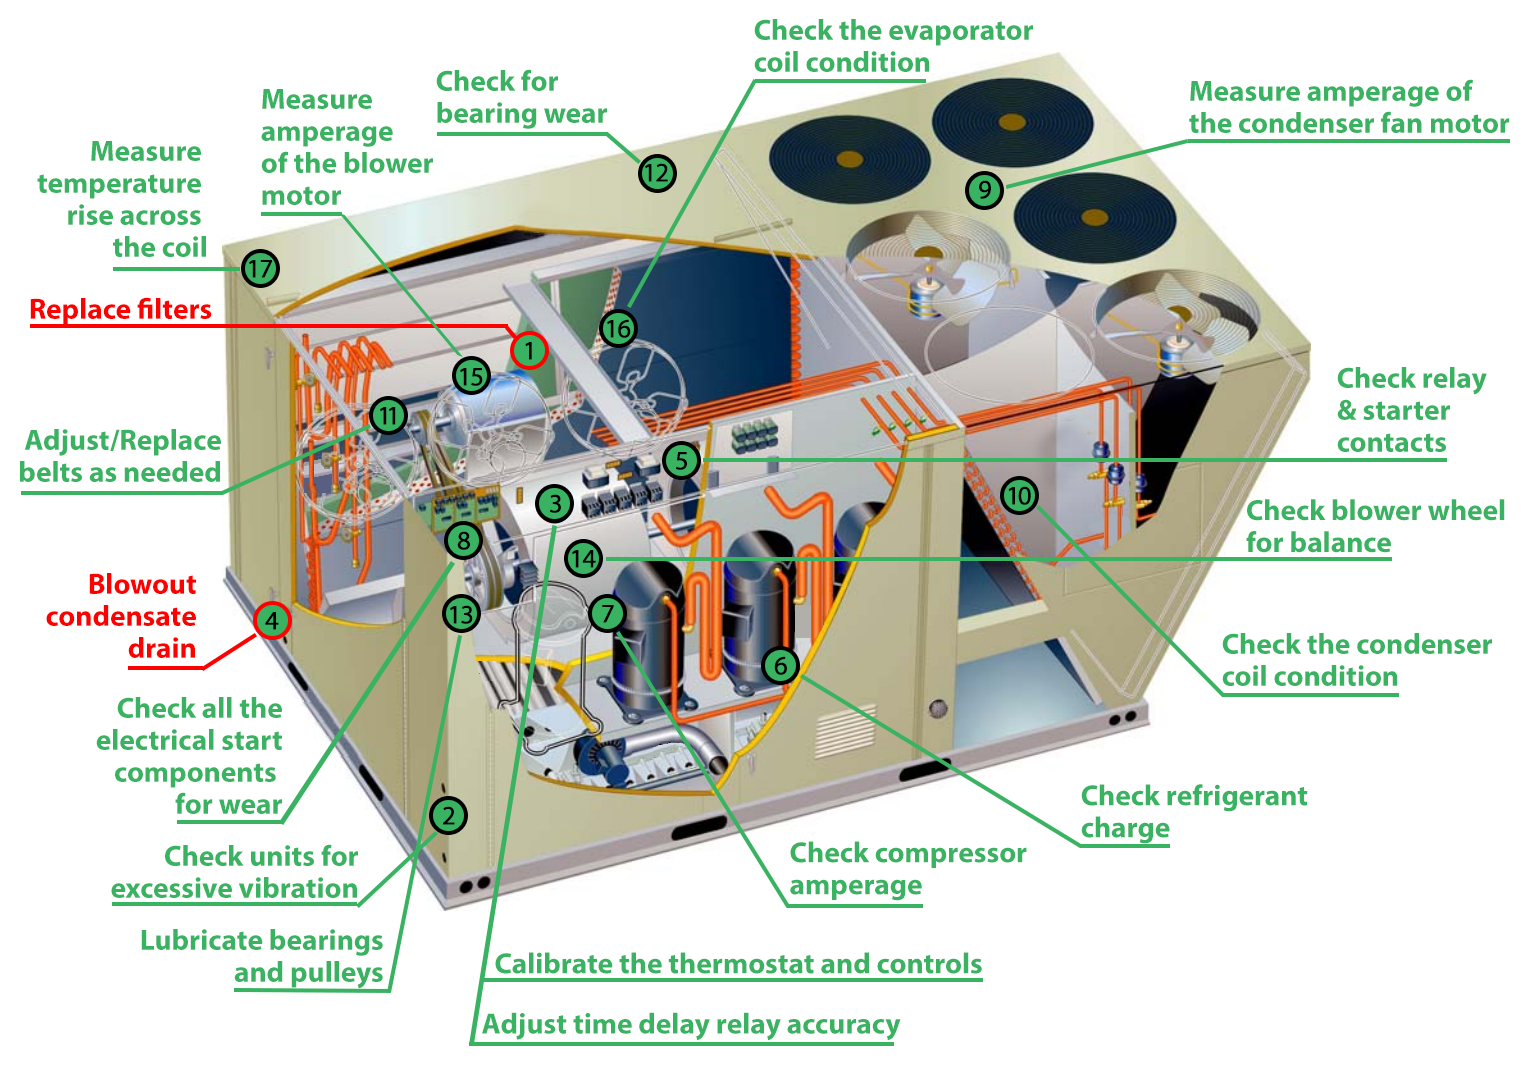 Check the evaporator
coil condition
Check for
bearing wear
Measure
amperage
of the blower
motor
Measure amperage of
the condenser fan motor
Measure
temperature
rise across
the coil
12
9
17
Replace filters
16
1
15
11
Check relay
& starter
contacts
Adjust/Replace
belts as needed
5
3
10
8
14
Check blower wheel
for balance
Blowout
condensate
drain
4
13
7
6
Check the condenser
coil condition
Check all the
electrical start
components
for wear
2
Check refrigerant
charge
Check units for
excessive vibration
Check compressor
amperage
Lubricate bearings
and pulleys
Calibrate the thermostat and controls
Adjust time delay relay accuracy